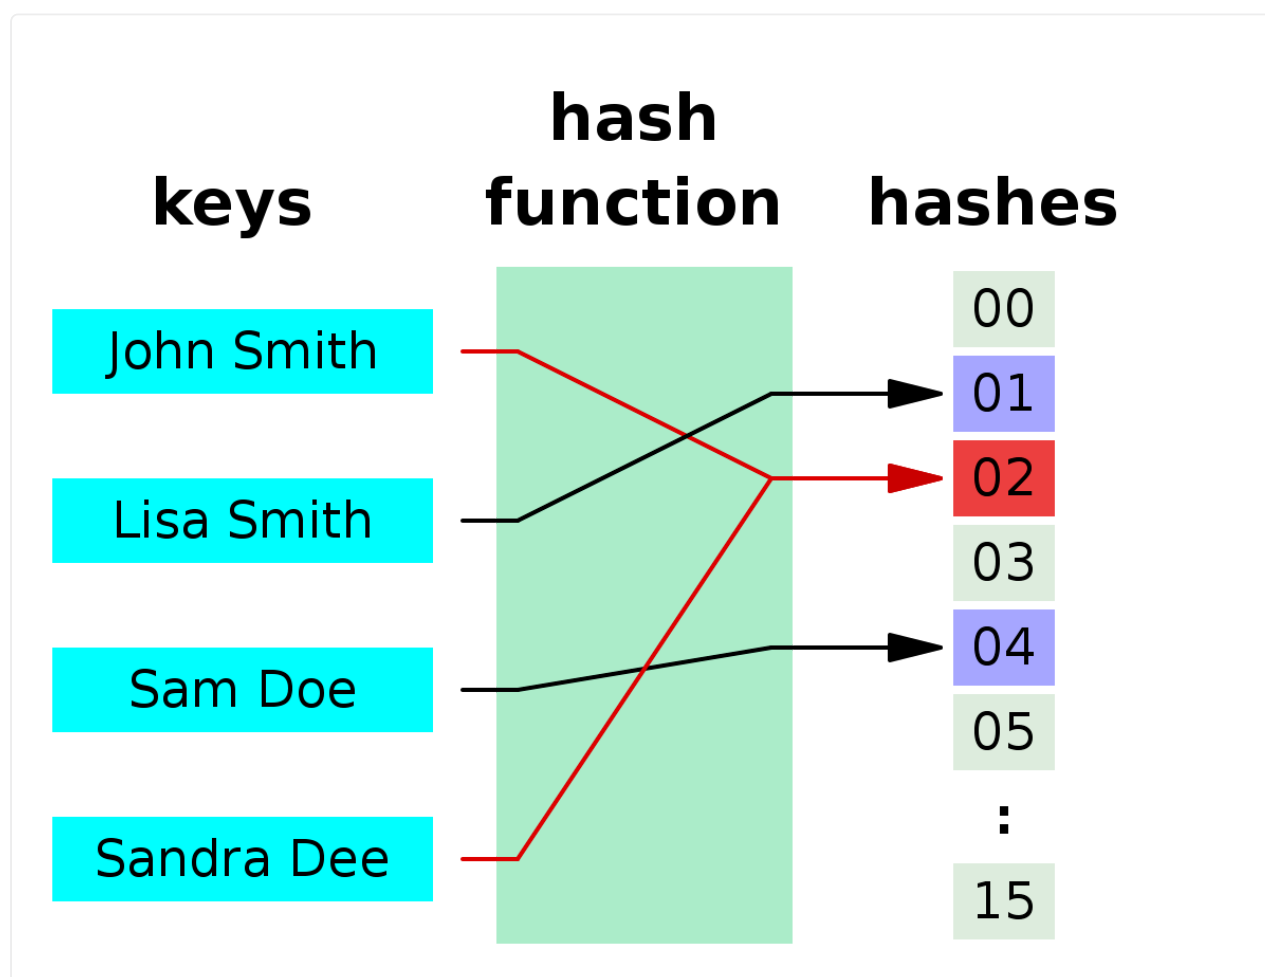 hash
keys function hashes
00
John Smith
01
02
Lisa Smith
03
04
Sam Doe
05
:
Sandra Dee
15